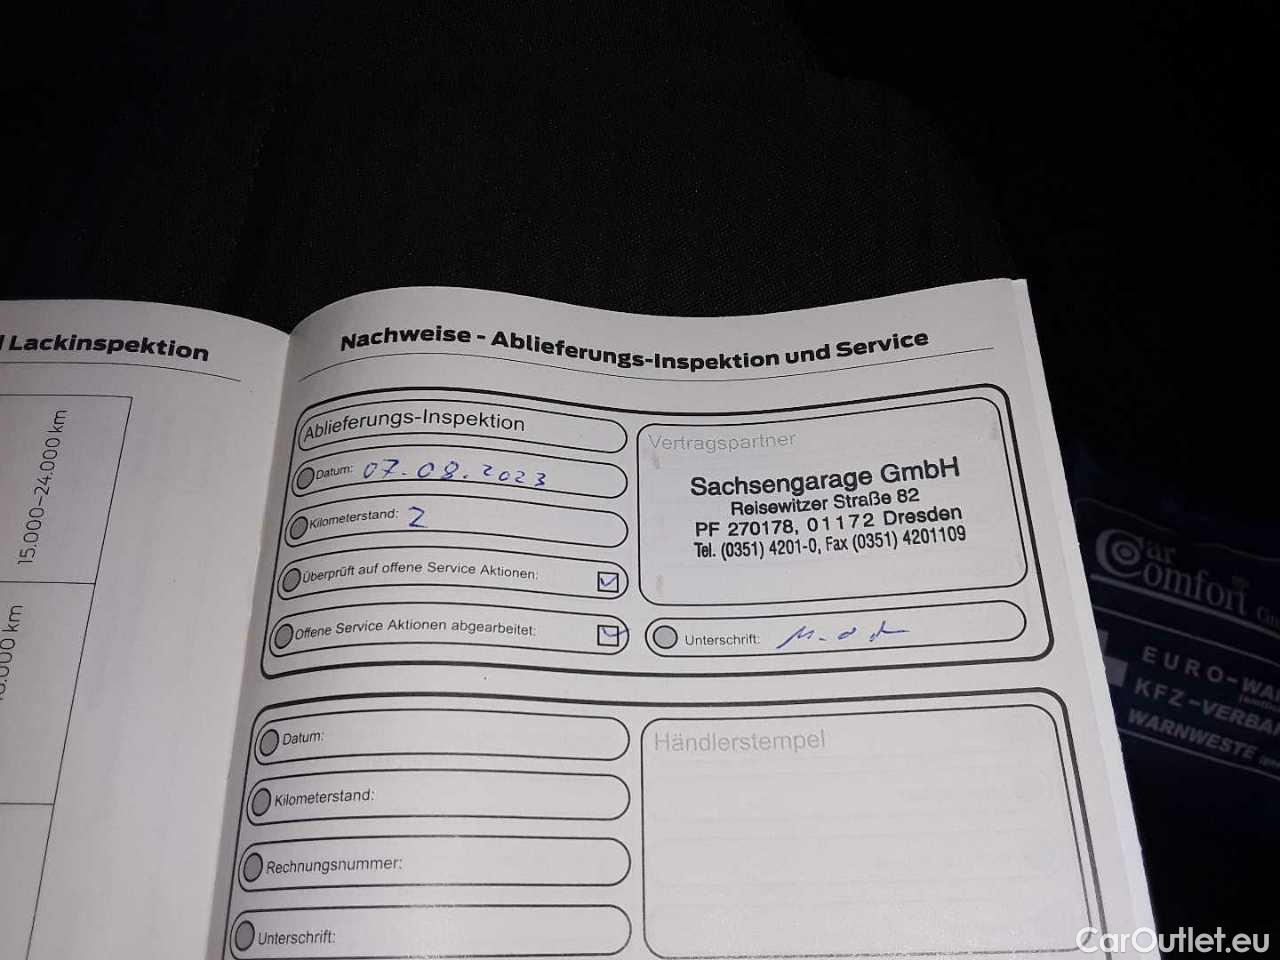 Lackinspektion
15.000–24.000 km
000 km
Nachweise - Ablieferungs-Inspektion und Service
Ablieferungs-Inspektion
Datum: 07.08.2023
Kilometerstand: 2
Überprüft auf offene Service Aktionen:
Offene Service Aktionen abgearbeitet:
Vertragspartner
Sachsengarage GmbH
Reisewitzer Straße 82
PF 270178, 01172 Dresden
Tel. (0351) 4201-0, Fax (0351) 4201109
Unterschrift:
Datum:
Kilometerstand:
Rechnungsnummer:
Unterschrift:
Händlerstempel
Car
Comfort
EURO-WA
KFZ-VERBA
WARNWESTE
CarOutlet.eu